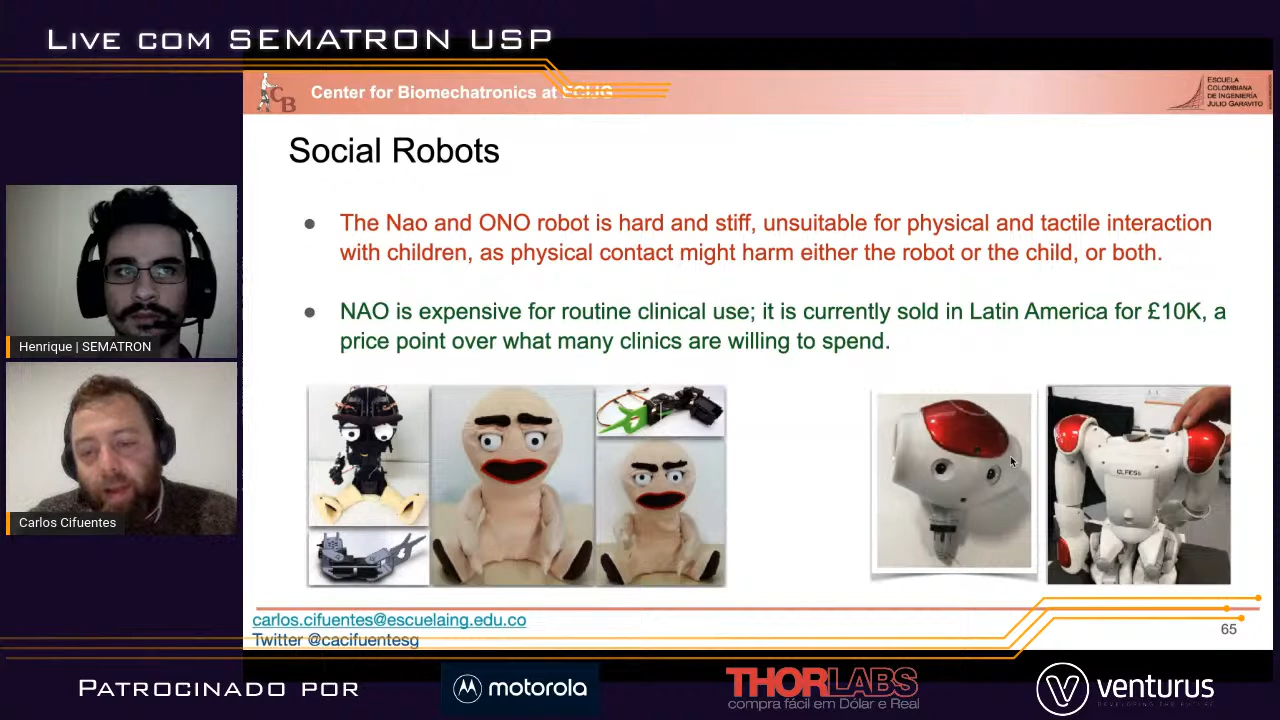 LIVE COM SEMATRON USP
CB
Center for Biomechatronics at ECIJG
ESCUELA
COLOMBIANA
DE INGENIERÍA
JULIO GARAVITO
Social Robots
● The Nao and ONO robot is hard and stiff, unsuitable for physical and tactile interaction
with children, as physical contact might harm either the robot or the child, or both.
● NAO is expensive for routine clinical use; it is currently sold in Latin America for £10K, a
price point over what many clinics are willing to spend.
Henrique | SEMATRON
Carlos Cifuentes
carlos.cifuentes@escuelaing.edu.co
Twitter @cacifuentesg
65
PATROCINADO POR
motorola
THORLABS
compra fácil em Dólar e Real
venturus